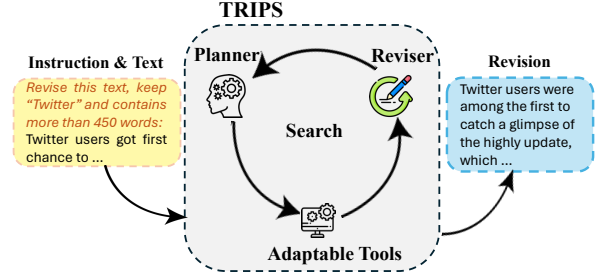 TRIPS
Instruction & Text
Revise this text, keep
“Twitter” and contains
more than 450 words:
Twitter users got first
chance to ...
Planner
Reviser
Search
Adaptable Tools
Revision
Twitter users were
among the first to
catch a glimpse of
the highly update,
which ...